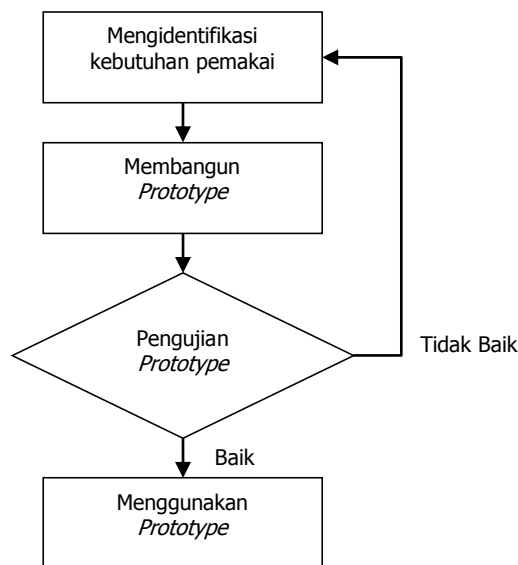 Mengidentifikasi
kebutuhan pemakai
Membangun
Prototype
Pengujian
Prototype
Tidak Baik
Baik
Menggunakan
Prototype